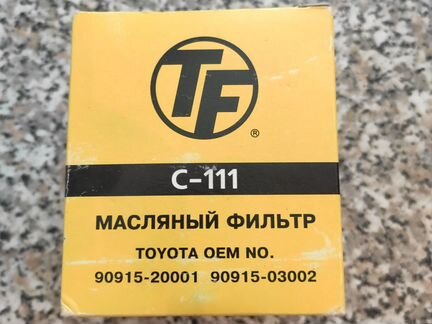 TF
®
C-111
МАСЛЯНЫЙ ФИЛЬТР
TOYOTA OEM NO.
90915-20001 90915-03002